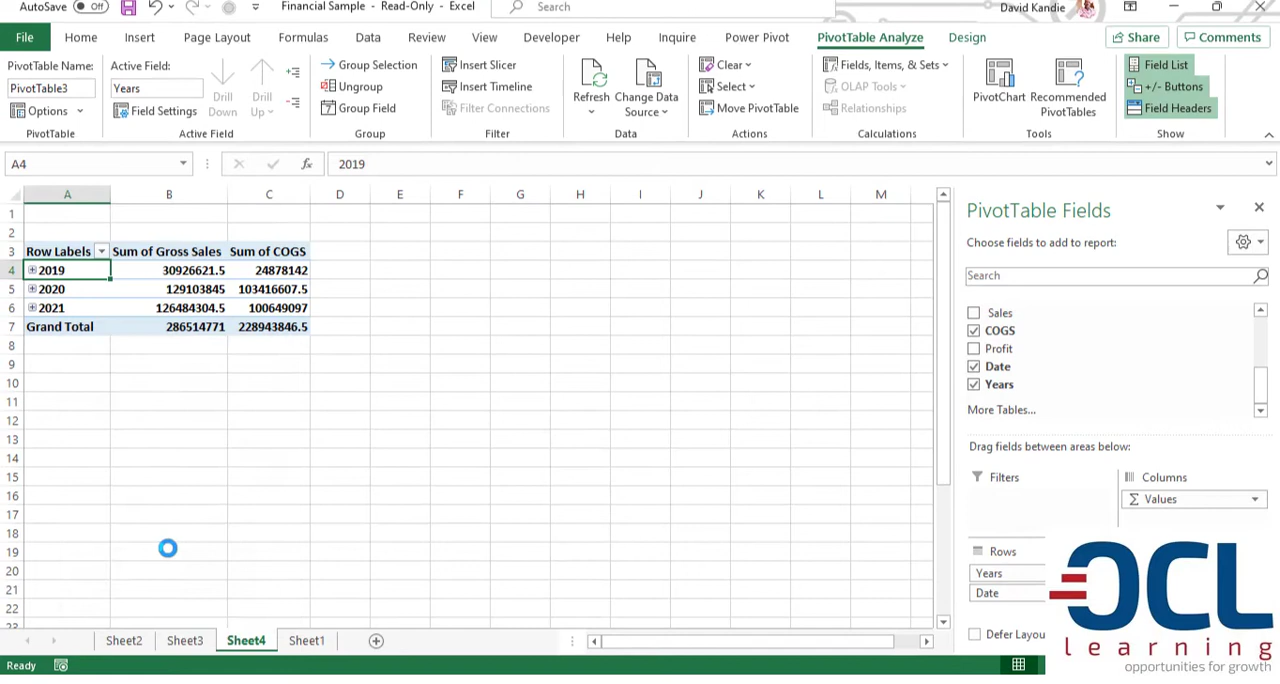 AutoSave Off Financial Sample - Read-Only - Excel Search David Kandie
File Home Insert Page Layout Formulas Data Review View Developer Help Inquire Power Pivot PivotTable Analyze Design Share Comments
PivotTable Name:
PivotTable3
Options
PivotTable
Active Field:
Years
Field Settings
Drill Down
Drill Up
Active Field
Group Selection
Ungroup
Group Field
Group
Insert Slicer
Insert Timeline
Filter Connections
Filter
Refresh
Change Data Source
Data
Clear
Select
Move PivotTable
Actions
Fields, Items, & Sets
OLAP Tools
Relationships
Calculations
PivotChart
Recommended PivotTables
Tools
Field List
+/- Buttons
Field Headers
Show
A4 fx 2019
A B C D E F G H I J K L M
1
2
3 Row Labels Sum of Gross Sales Sum of COGS
4 2019 30926621.5 24878142
5 2020 129103845 103416607.5
6 2021 126484304.5 100649097
7 Grand Total 286514771 228943846.5
8
9
10
11
12
13
14
15
16
17
18
19
20
21
22
23
Sheet2 Sheet3 Sheet4 Sheet1
Ready
PivotTable Fields
Choose fields to add to report:
Search
Sales
COGS
Profit
Date
Years
More Tables...
Drag fields between areas below:
Filters
Columns
Σ Values
Rows
Years
Date
Defer Layou
OCL
learning
opportunities for growth